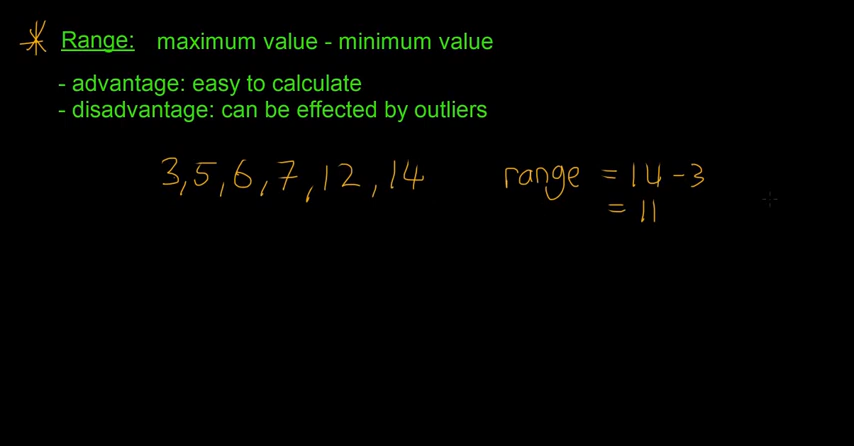 * Range: maximum value - minimum value
- advantage: easy to calculate
- disadvantage: can be effected by outliers
3, 5, 6, 7, 12, 14 range = 14 - 3
= 11